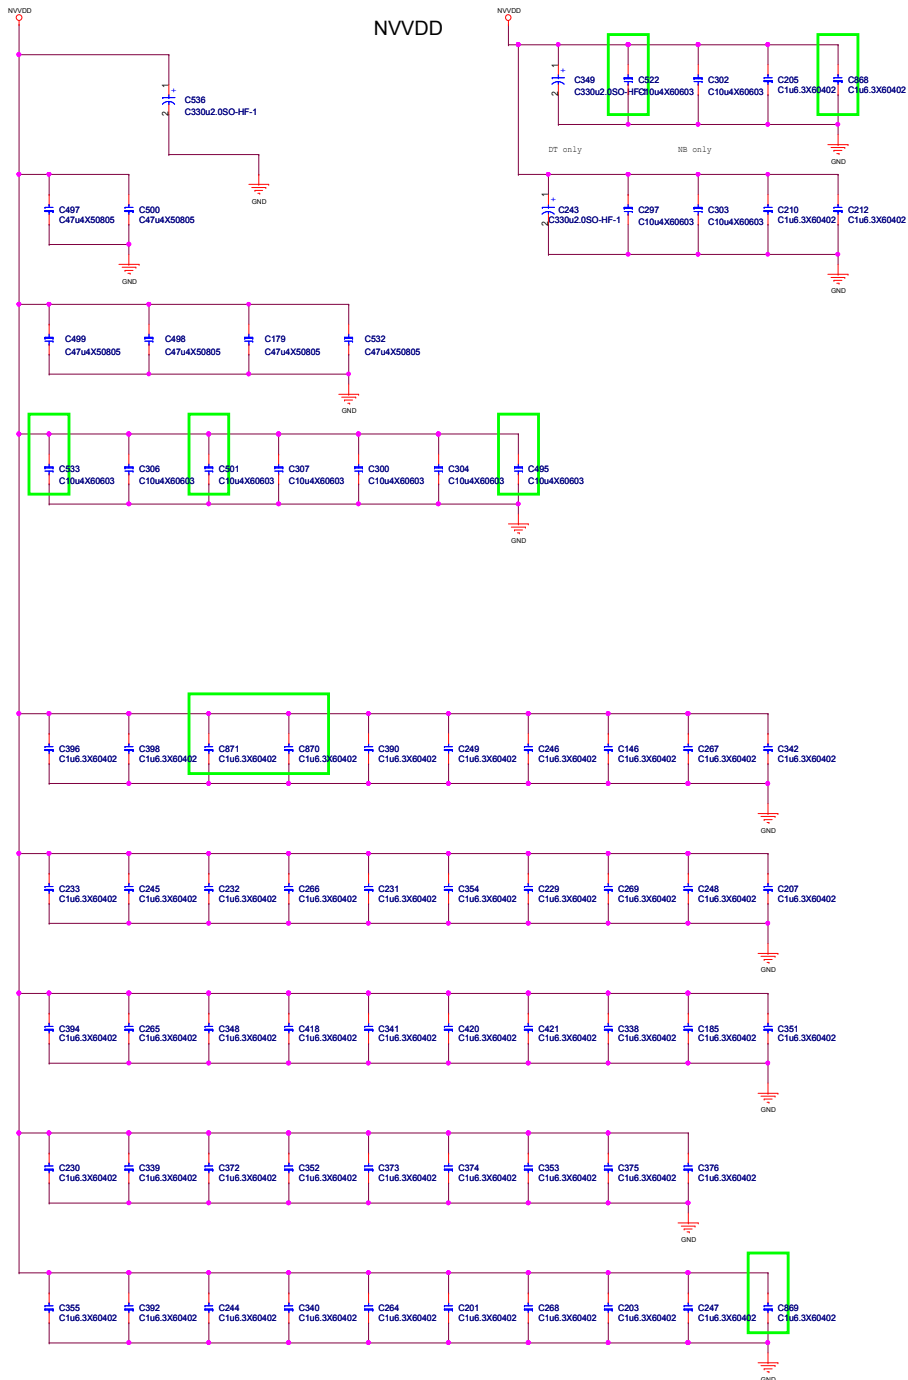 NVVDD
NVVDD
NVVDD
1
2
+
C536
C330u2.0SO-HF-1
GND
C497
C47u4X50805
C500
C47u4X50805
GND
1
2
+
C349
C330u2.0SO-HF-1
C522
C10u4X60603
C302
C10u4X60603
C205
C1u6.3X60402
C868
C1u6.3X60402
GND
DT only
NB only
1
2
+
C243
C330u2.0SO-HF-1
C297
C10u4X60603
C303
C10u4X60603
C210
C1u6.3X60402
C212
C1u6.3X60402
GND
C499
C47u4X50805
C498
C47u4X50805
C179
C47u4X50805
C532
C47u4X50805
GND
C533
C10u4X60603
C306
C10u4X60603
C501
C10u4X60603
C307
C10u4X60603
C300
C10u4X60603
C304
C10u4X60603
C495
C10u4X60603
GND
C396
C1u6.3X60402
C398
C1u6.3X60402
C871
C1u6.3X60402
C870
C1u6.3X60402
C390
C1u6.3X60402
C249
C1u6.3X60402
C246
C1u6.3X60402
C146
C1u6.3X60402
C267
C1u6.3X60402
C342
C1u6.3X60402
GND
C233
C1u6.3X60402
C245
C1u6.3X60402
C232
C1u6.3X60402
C266
C1u6.3X60402
C231
C1u6.3X60402
C354
C1u6.3X60402
C229
C1u6.3X60402
C269
C1u6.3X60402
C248
C1u6.3X60402
C207
C1u6.3X60402
GND
C394
C1u6.3X60402
C265
C1u6.3X60402
C348
C1u6.3X60402
C418
C1u6.3X60402
C341
C1u6.3X60402
C420
C1u6.3X60402
C421
C1u6.3X60402
C338
C1u6.3X60402
C185
C1u6.3X60402
C351
C1u6.3X60402
GND
C230
C1u6.3X60402
C339
C1u6.3X60402
C372
C1u6.3X60402
C352
C1u6.3X60402
C373
C1u6.3X60402
C374
C1u6.3X60402
C353
C1u6.3X60402
C375
C1u6.3X60402
C376
C1u6.3X60402
GND
C355
C1u6.3X60402
C392
C1u6.3X60402
C244
C1u6.3X60402
C340
C1u6.3X60402
C264
C1u6.3X60402
C201
C1u6.3X60402
C268
C1u6.3X60402
C203
C1u6.3X60402
C247
C1u6.3X60402
C869
C1u6.3X60402
GND